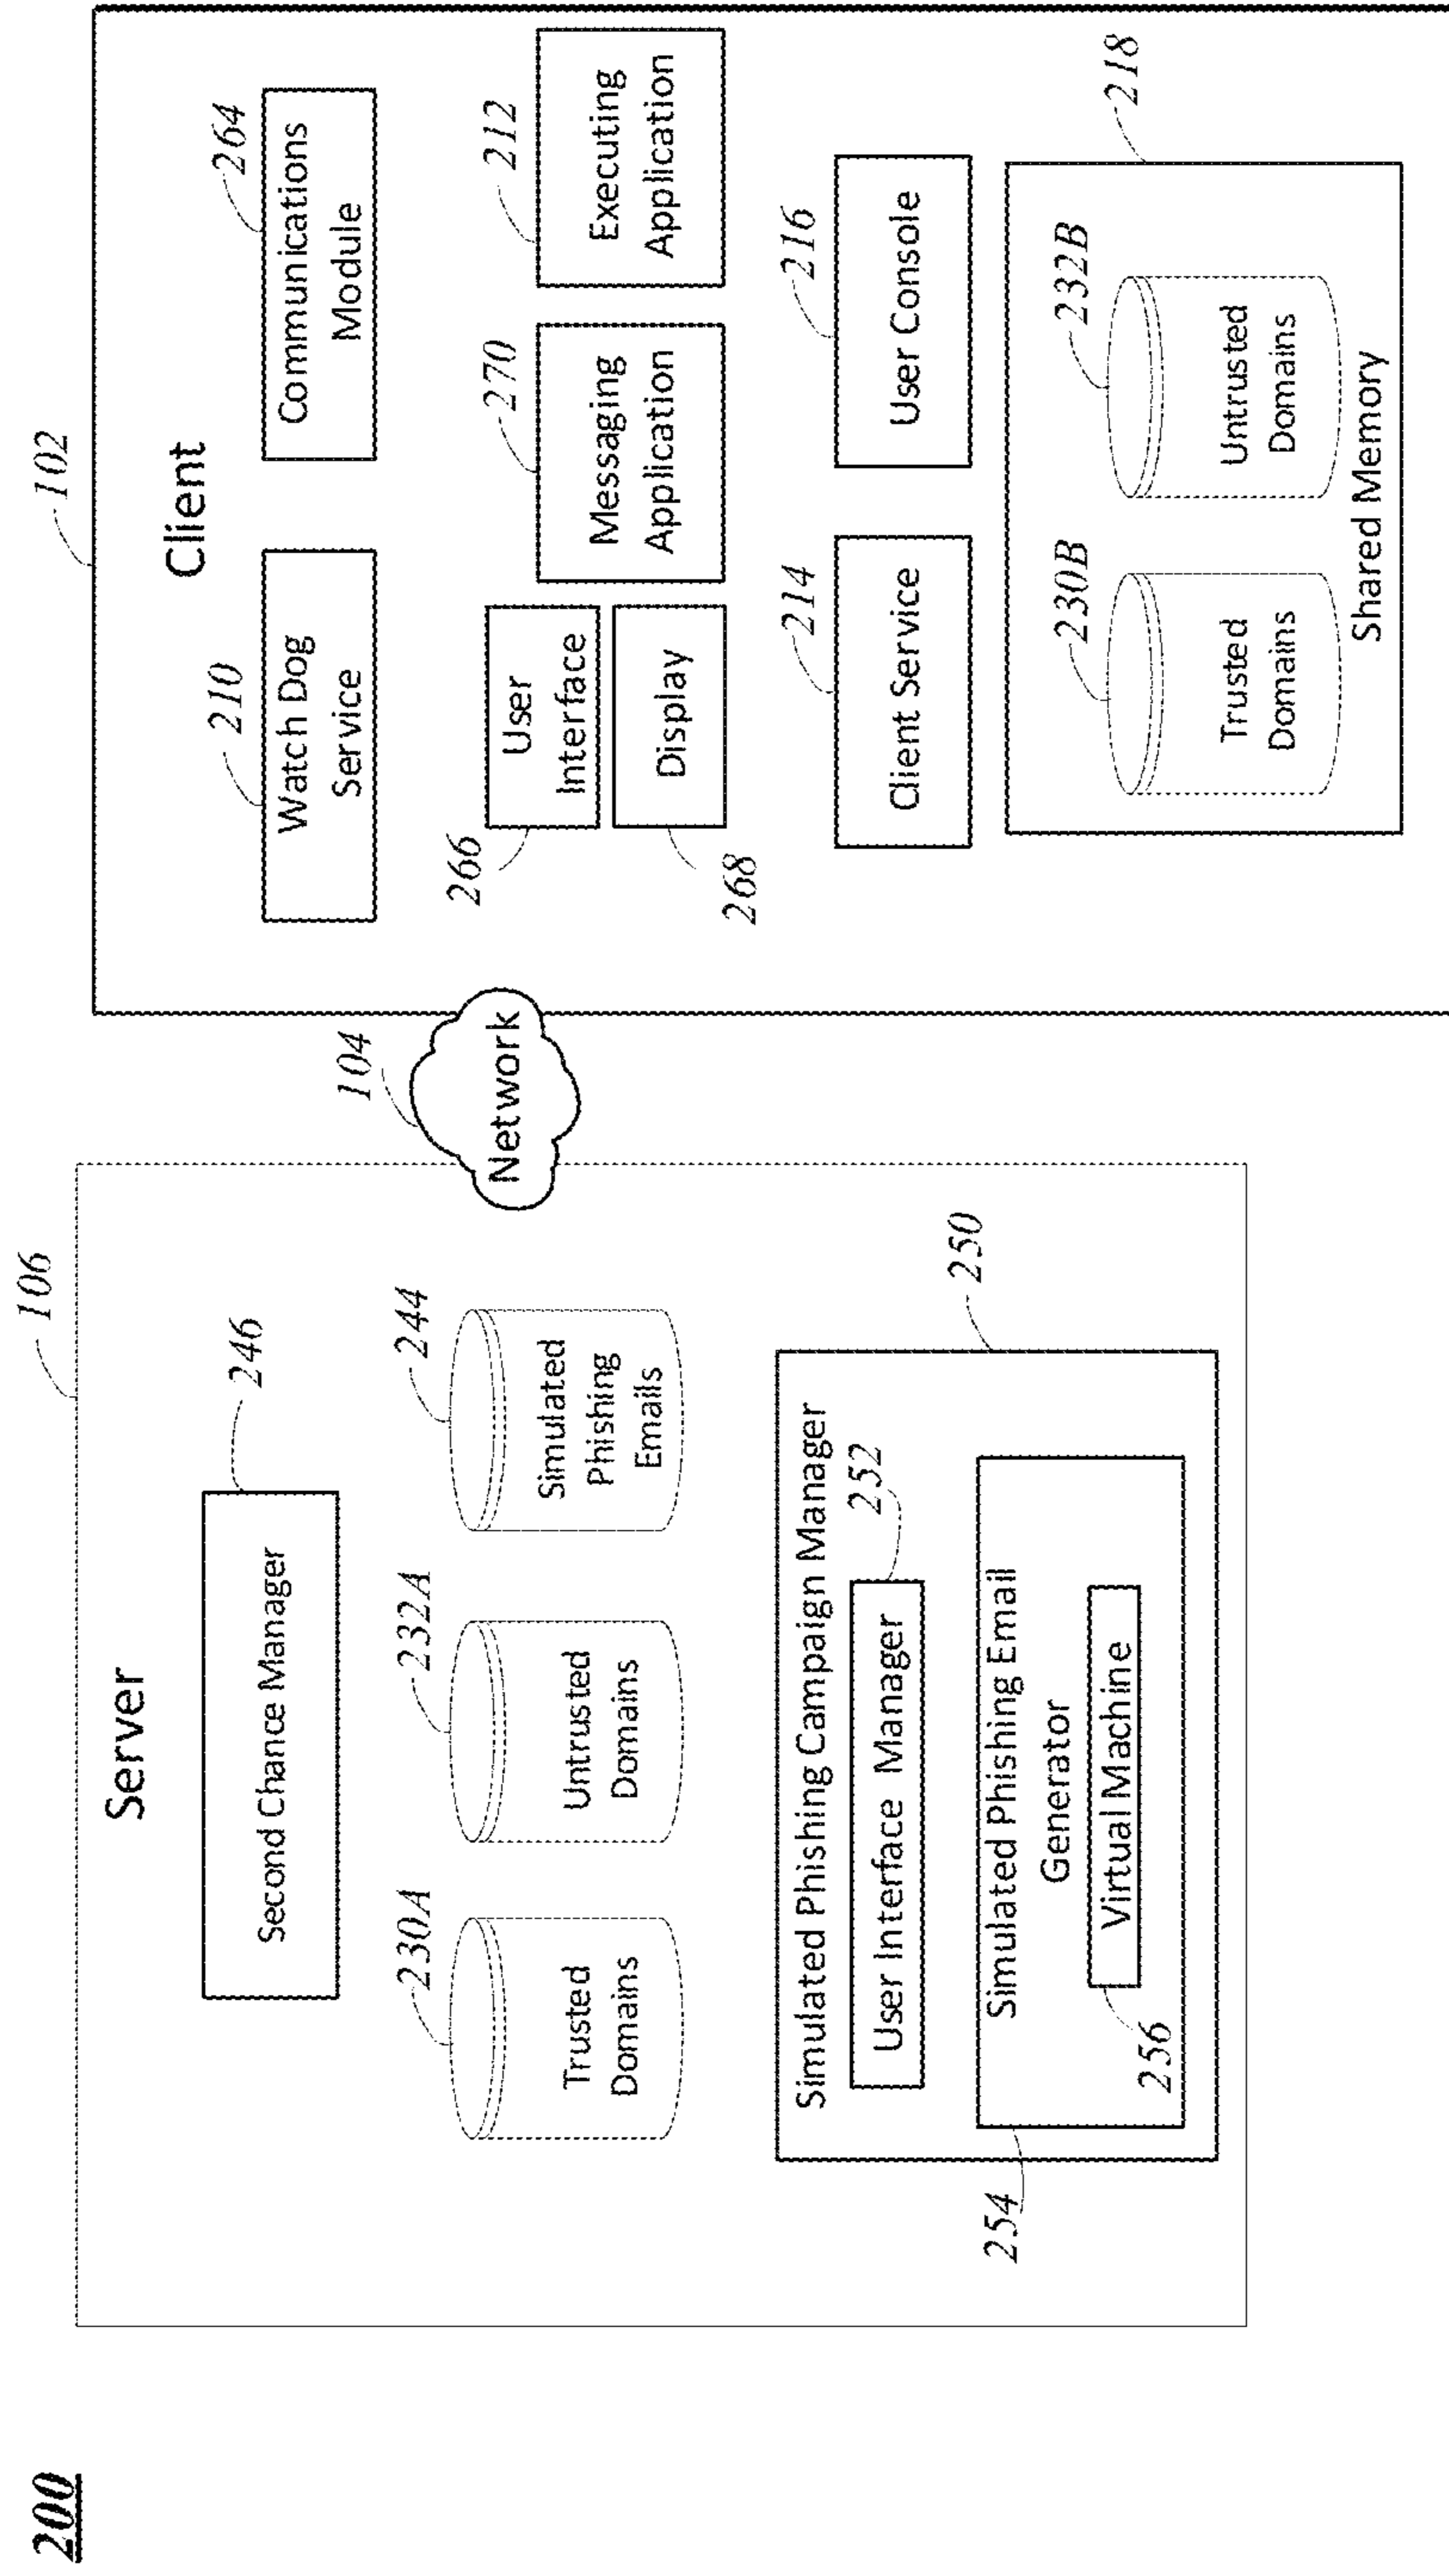 200
106
Server
246
Second Chance Manager
230A
Trusted
Domains
232A
Untrusted
Domains
244
Simulated
Phishing
Emails
250
Simulated Phishing Campaign Manager
252
User Interface Manager
254
Simulated Phishing Email
Generator
Virtual Machine
256
104
Network
102
Client
210
Watch Dog
Service
264
Communications
Module
266
User
Interface
Display
268
270
Messaging
Application
212
Executing
Application
214
Client Service
216
User Console
218
230B
Trusted
Domains
232B
Untrusted
Domains
Shared Memory